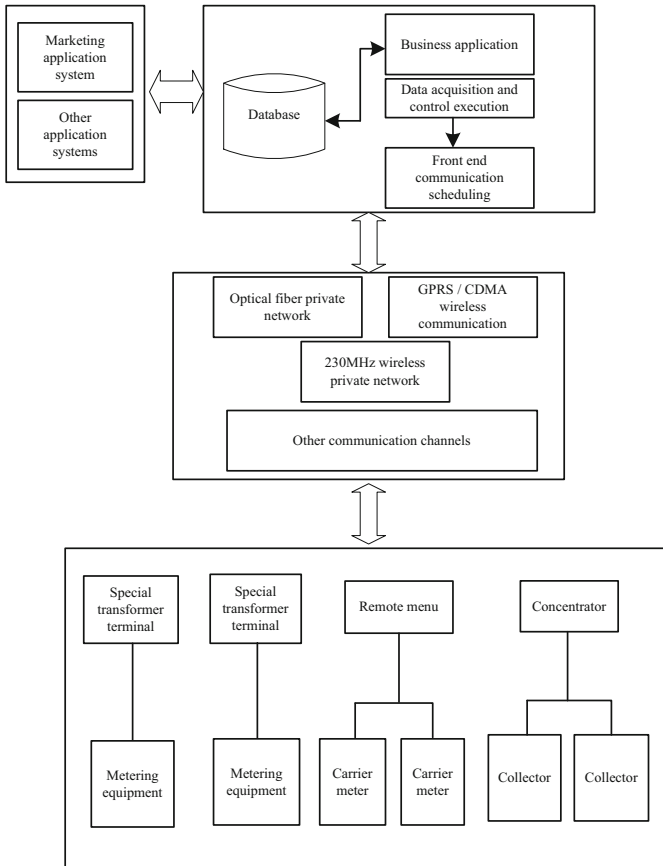 Marketing
application
system
Other
application
systems
Database
Business application
Data acquisition and
control execution
Front end
communication
scheduling
Optical fiber private
network
GPRS / CDMA
wireless
communication
230MHz wireless
private network
Other communication channels
Special
transformer
terminal
Special
transformer
terminal
Remote menu
Concentrator
Metering
equipment
Metering
equipment
Carrier
meter
Carrier
meter
Collector
Collector